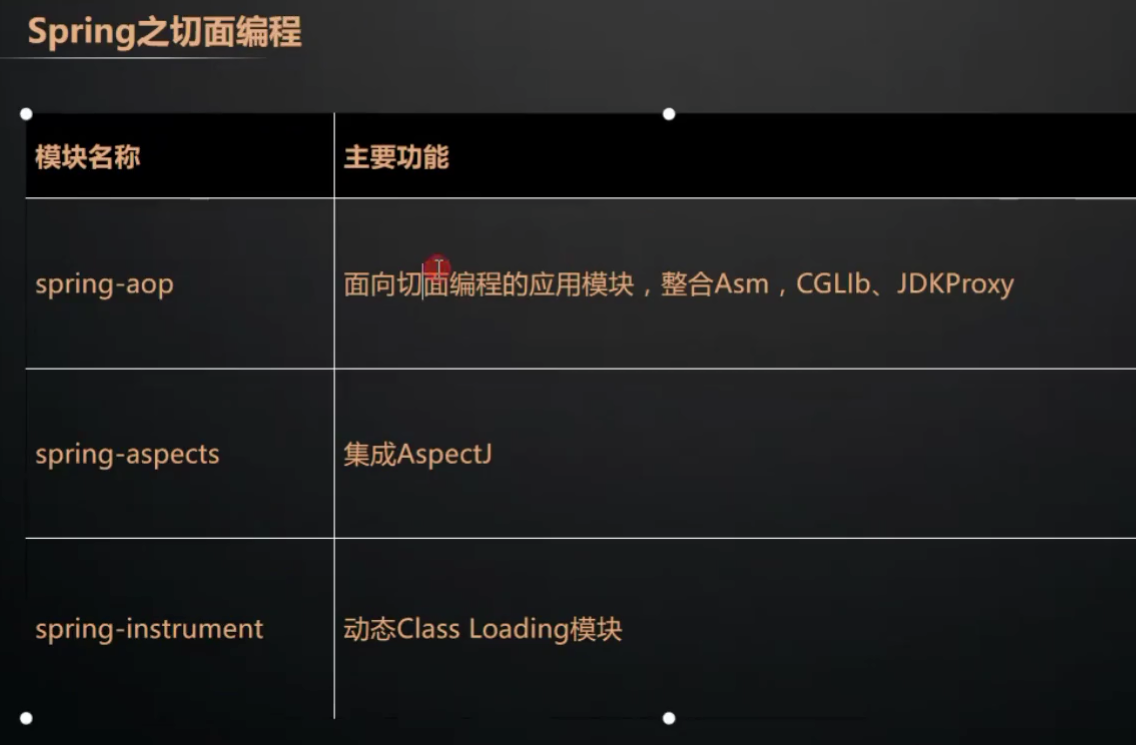 Spring之切面编程
模块名称 主要功能
spring-aop 面向切面编程的应用模块，整合Asm，CGLIb、JDKProxy
spring-aspects 集成AspectJ
spring-instrument 动态Class Loading模块